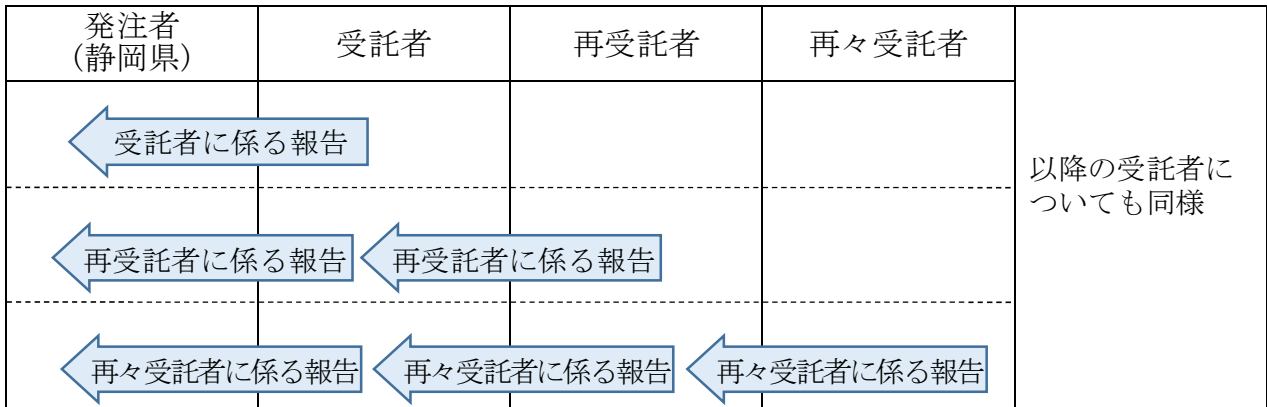 発注者
(静岡県)
受託者
再受託者
再々受託者
受託者に係る報告
以降の受託者に
ついても同様
再受託者に係る報告
再受託者に係る報告
再々受託者に係る報告
再々受託者に係る報告
再々受託者に係る報告